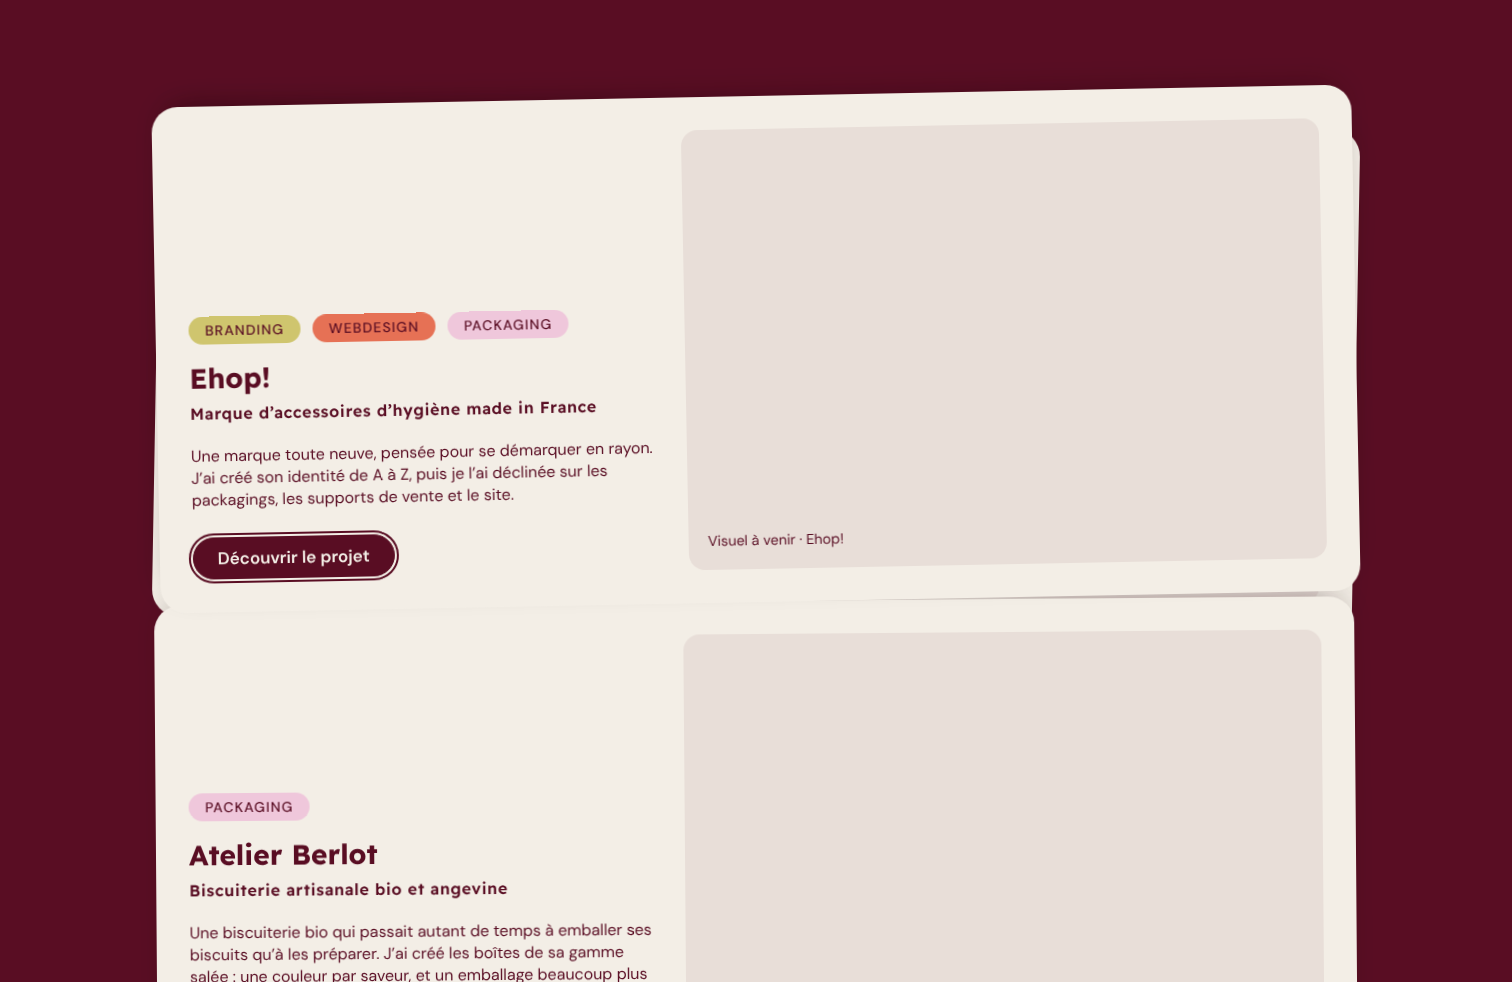 BRANDING WEBDESIGN PACKAGING
Ehop!
Marque d’accessoires d’hygiène made in France
Une marque toute neuve, pensée pour se démarquer en rayon.
J’ai créé son identité de A à Z, puis je l’ai déclinée sur les
packagings, les supports de vente et le site.
Découvrir le projet
Visuel à venir · Ehop!
PACKAGING
Atelier Berlot
Biscuiterie artisanale bio et angevine
Une biscuiterie bio qui passait autant de temps à emballer ses
biscuits qu’à les préparer. J’ai créé les boîtes de sa gamme
salée : une couleur par saveur, et un emballage beaucoup plus